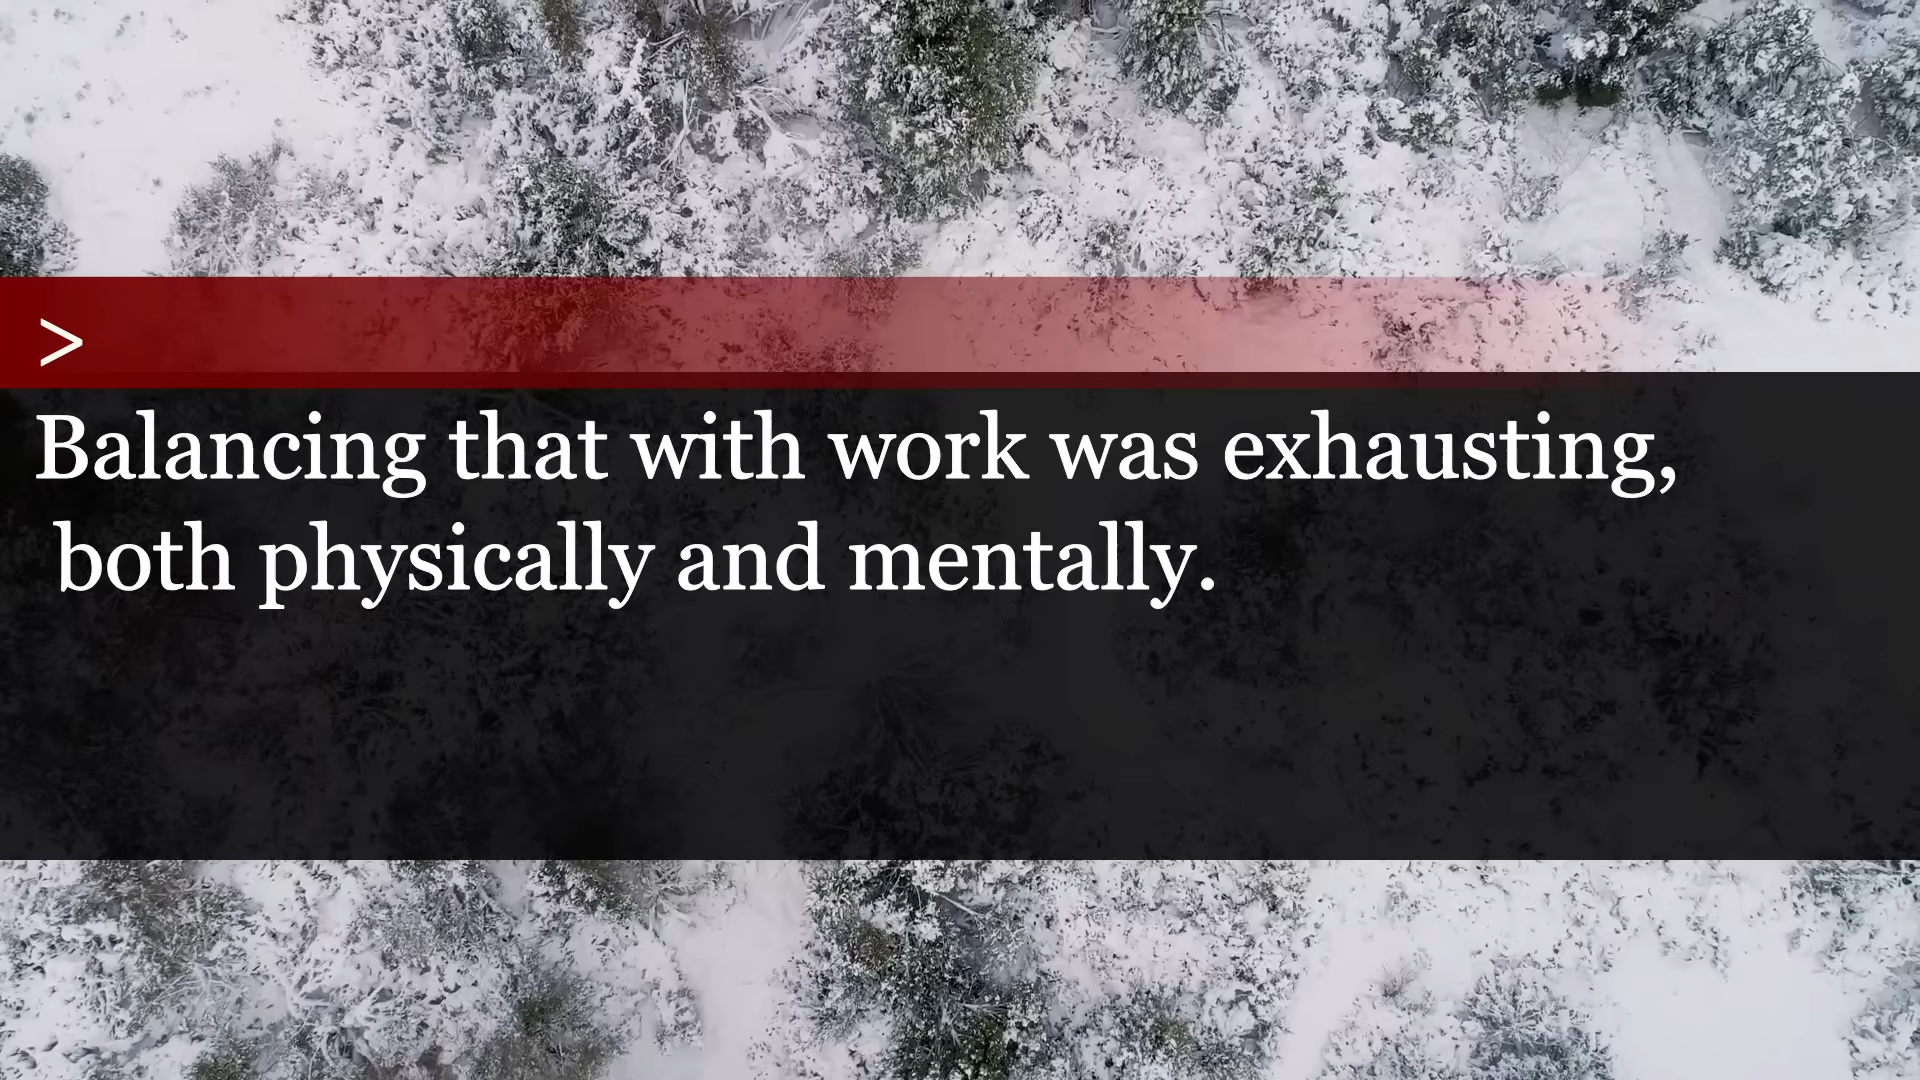 >
Balancing that with work was exhausting,
both physically and mentally.